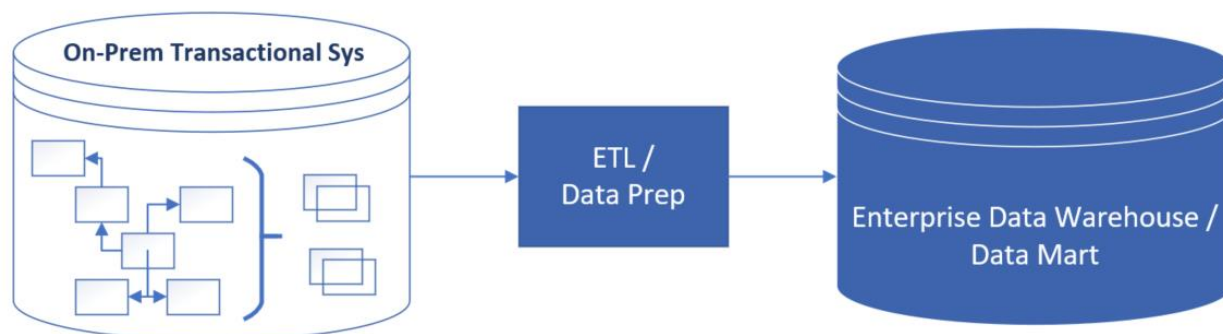 On-Prem Transactional Sys
ETL /
Data Prep
Enterprise Data Warehouse /
Data Mart